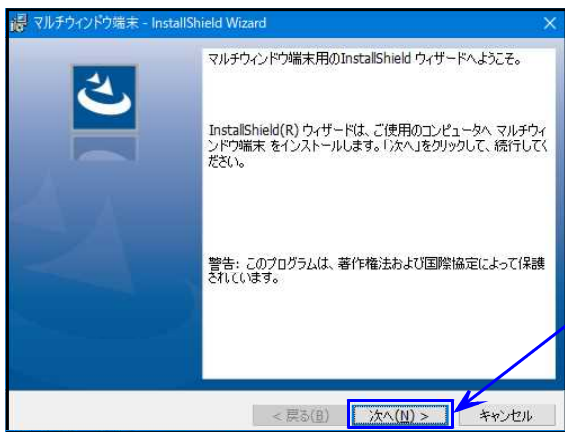 マルチウィンドウ端末 - InstallShield Wizard
マルチウィンドウ端末用のInstallShield ウィザードへようこそ。
InstallShield(R) ウィザードは、ご使用のコンピュータへ マルチウィ
ンドウ端末 をインストールします。「次へ」をクリックして、続行してく
ださい。
警告: このプログラムは、著作権法および国際協定によって保護
されています。
< 戻る(B)
次へ(N) >
キャンセル